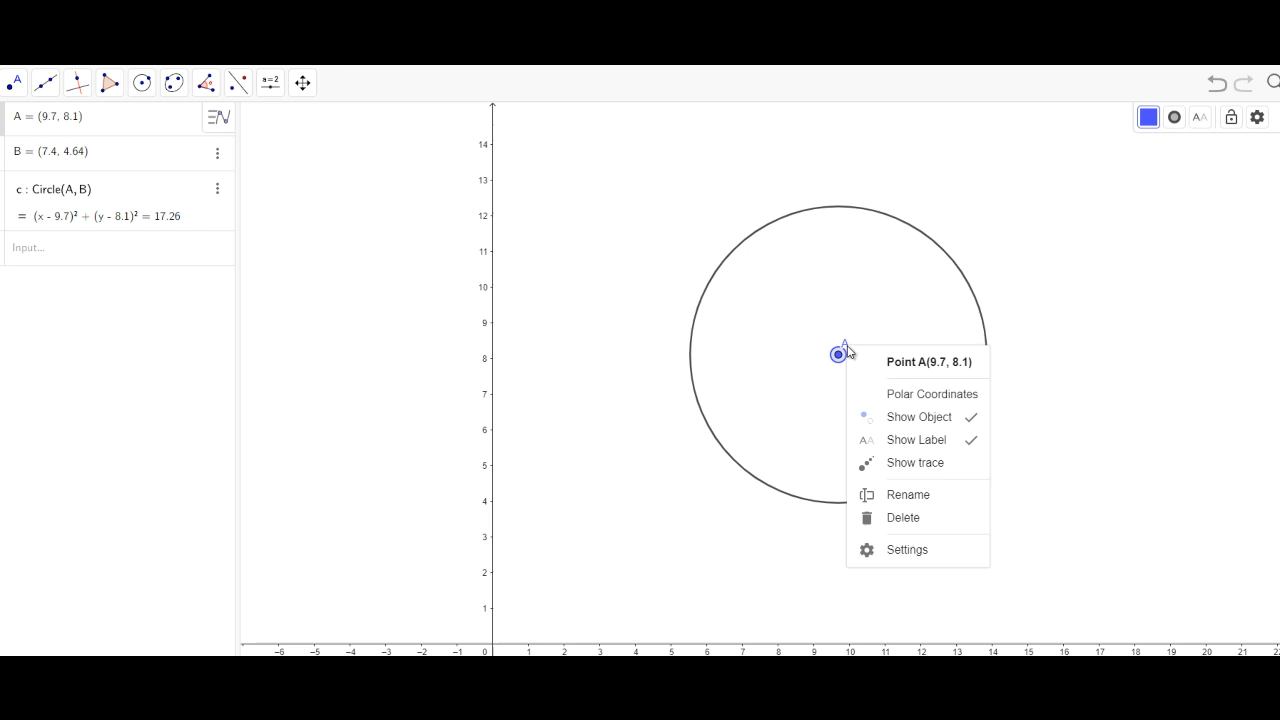 A
a=2
A = (9.7, 8.1)
B = (7.4, 4.64)
c : Circle(A, B)
= (x - 9.7)² + (y - 8.1)² = 17.26
Input...
AA
14
13
12
11
10
9
8
7
6
5
4
3
2
1
A
Point A(9.7, 8.1)
Polar Coordinates
Show Object
AA Show Label
Show trace
Rename
Delete
Settings
−6 −5 −4 −3 −2 −1 0 1 2 3 4 5 6 7 8 9 10 11 12 13 14 15 16 17 18 19 20 21